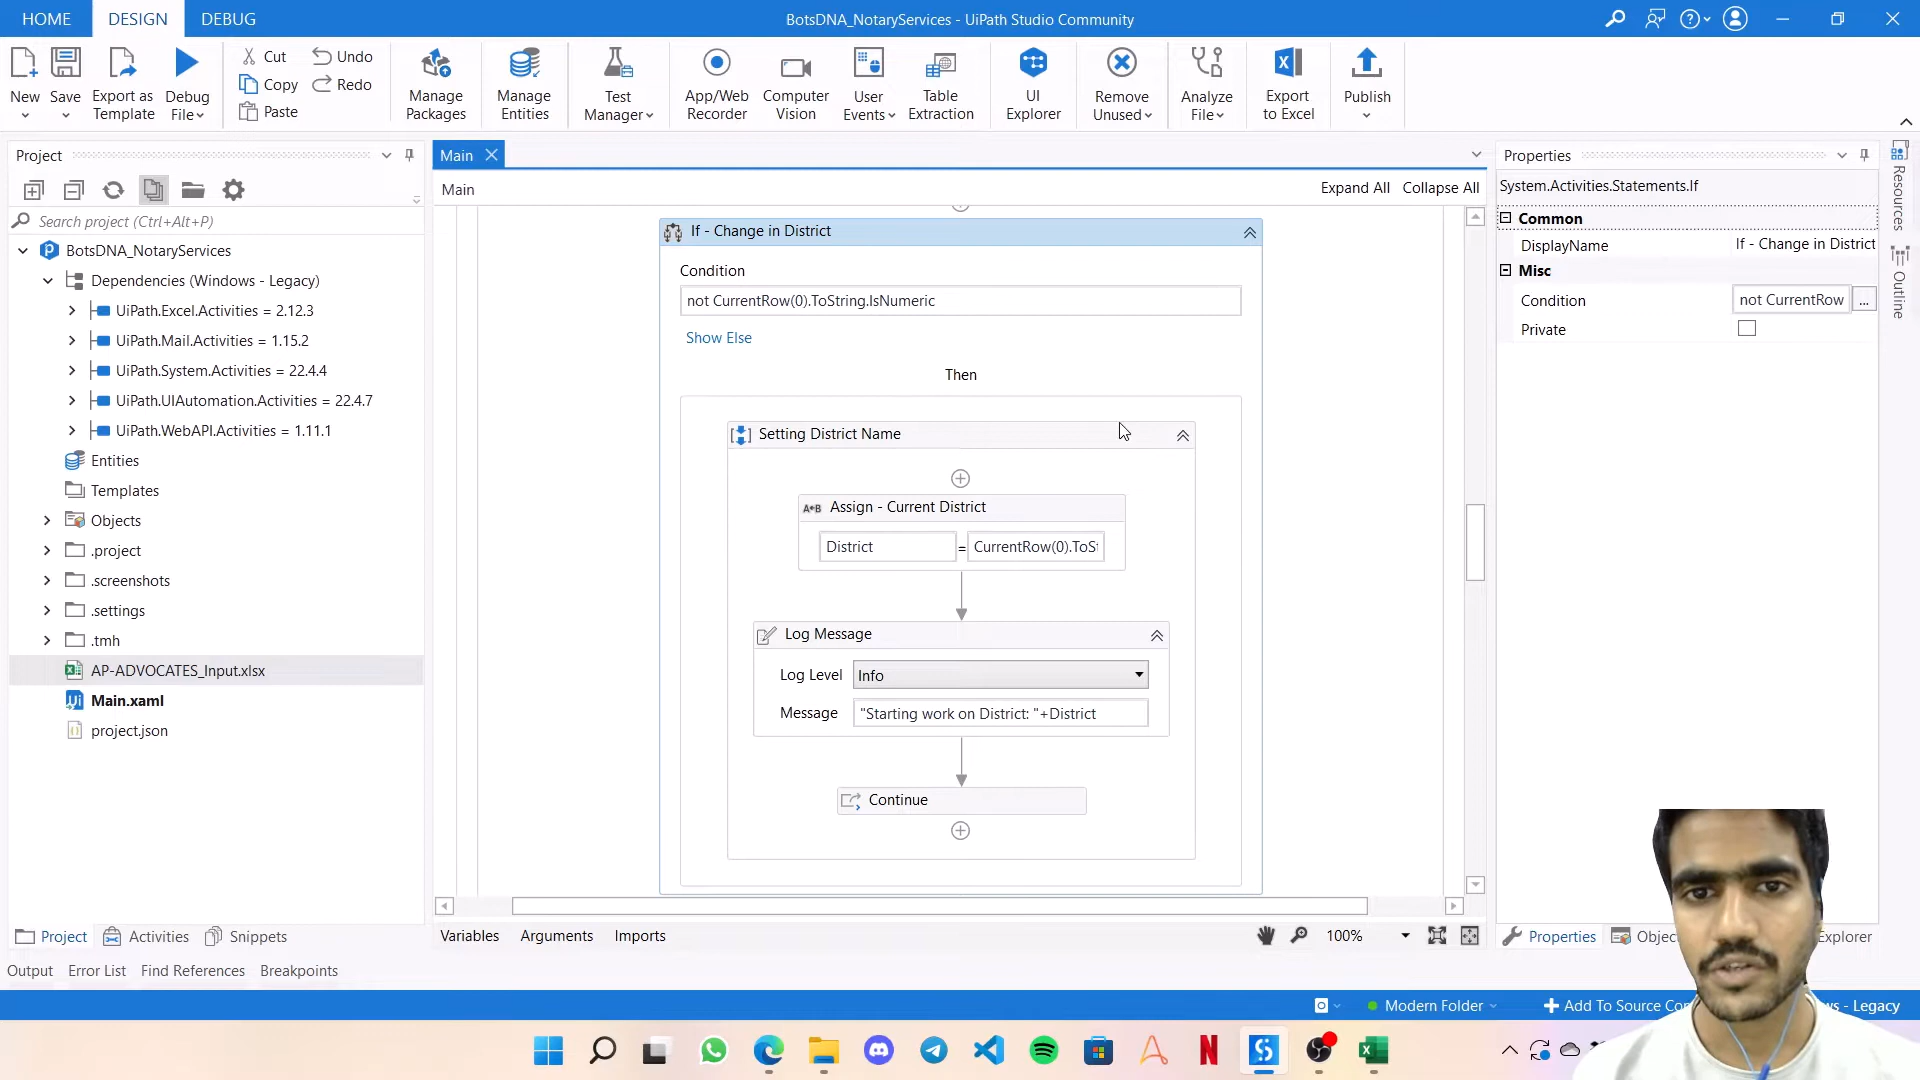 HOME DESIGN DEBUG BotsDNA_NotaryServices - UiPath Studio Community
New
Save
Export as Template
Debug File
Cut
Copy
Paste
Undo
Redo
Manage Packages
Manage Entities
Test Manager
App/Web Recorder
Computer Vision
User Events
Table Extraction
UI Explorer
Remove Unused
Analyze File
Export to Excel
Publish
Project
Search project (Ctrl+Alt+P)
BotsDNA_NotaryServices
Dependencies (Windows - Legacy)
UiPath.Excel.Activities = 2.12.3
UiPath.Mail.Activities = 1.15.2
UiPath.System.Activities = 22.4.4
UiPath.UIAutomation.Activities = 22.4.7
UiPath.WebAPI.Activities = 1.11.1
Entities
Templates
Objects
.project
.screenshots
.settings
.tmh
AP-ADVOCATES_Input.xlsx
Main.xaml
project.json
Project Activities Snippets
Main
Main Expand All Collapse All
If - Change in District
Condition
not CurrentRow(0).ToString.IsNumeric
Show Else
Then
Setting District Name
A*B Assign - Current District
District = CurrentRow(0).ToSt
Log Message
Log Level Info
Message "Starting work on District: "+District
Continue
Variables Arguments Imports 100%
Properties
System.Activities.Statements.If
Common
DisplayName If - Change in District
Misc
Condition not CurrentRow ...
Private
Properties Objec Explorer
Resources
Outline
Output Error List Find References Breakpoints
Modern Folder Add To Source Con ws - Legacy